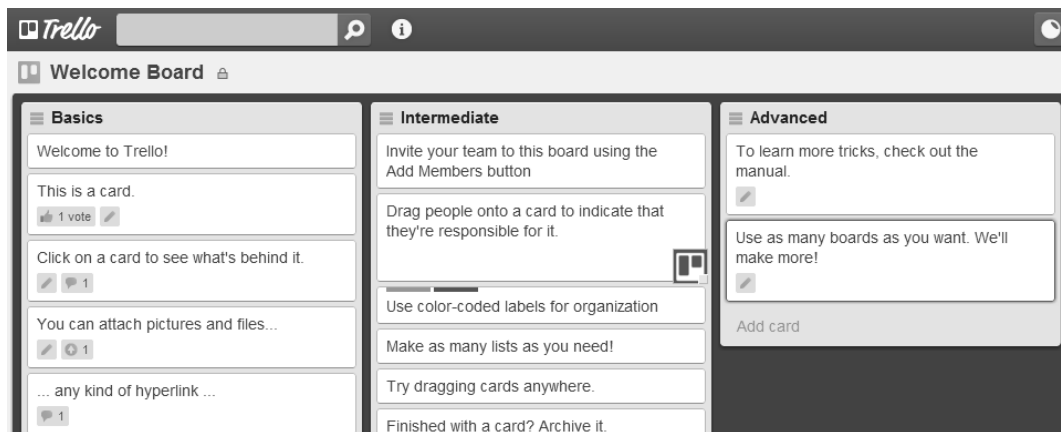 Trello
Welcome Board
Basics
Welcome to Trello!
This is a card.
1 vote
Click on a card to see what's behind it.
1
You can attach pictures and files...
1
... any kind of hyperlink ...
1
Intermediate
Invite your team to this board using the
Add Members button
Drag people onto a card to indicate that
they're responsible for it.
Use color-coded labels for organization
Make as many lists as you need!
Try dragging cards anywhere.
Finished with a card? Archive it.
Advanced
To learn more tricks, check out the
manual.
Use as many boards as you want. We'll
make more!
Add card